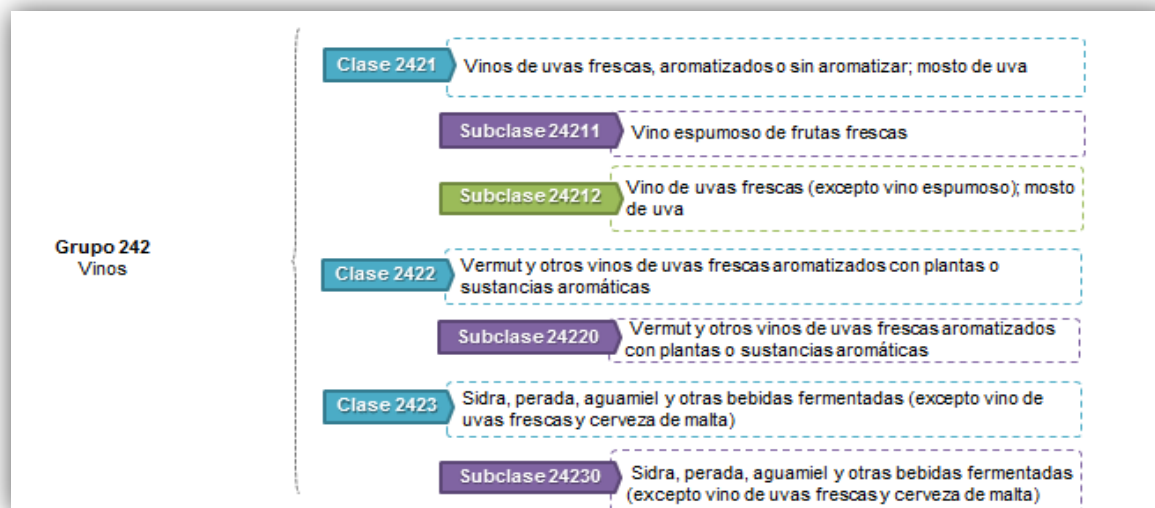 Clase 2421
Vinos de uvas frescas, aromatizados o sin aromatizar; mosto de uva
Subclase 24211
Vino espumoso de frutas frescas
Subclase 24212
Vino de uvas frescas (excepto vino espumoso); mosto
de uva
Grupo 242
Vinos
Clase 2422
Vermut y otros vinos de uvas frescas aromatizados con plantas o
sustancias aromáticas
Subclase 24220
Vermut y otros vinos de uvas frescas aromatizados
con plantas o sustancias aromáticas
Clase 2423
Sidra, perada, aguamiel y otras bebidas fermentadas (excepto vino de
uvas frescas y cerveza de malta)
Subclase 24230
Sidra, perada, aguamiel y otras bebidas fermentadas
(excepto vino de uvas frescas y cerveza de malta)